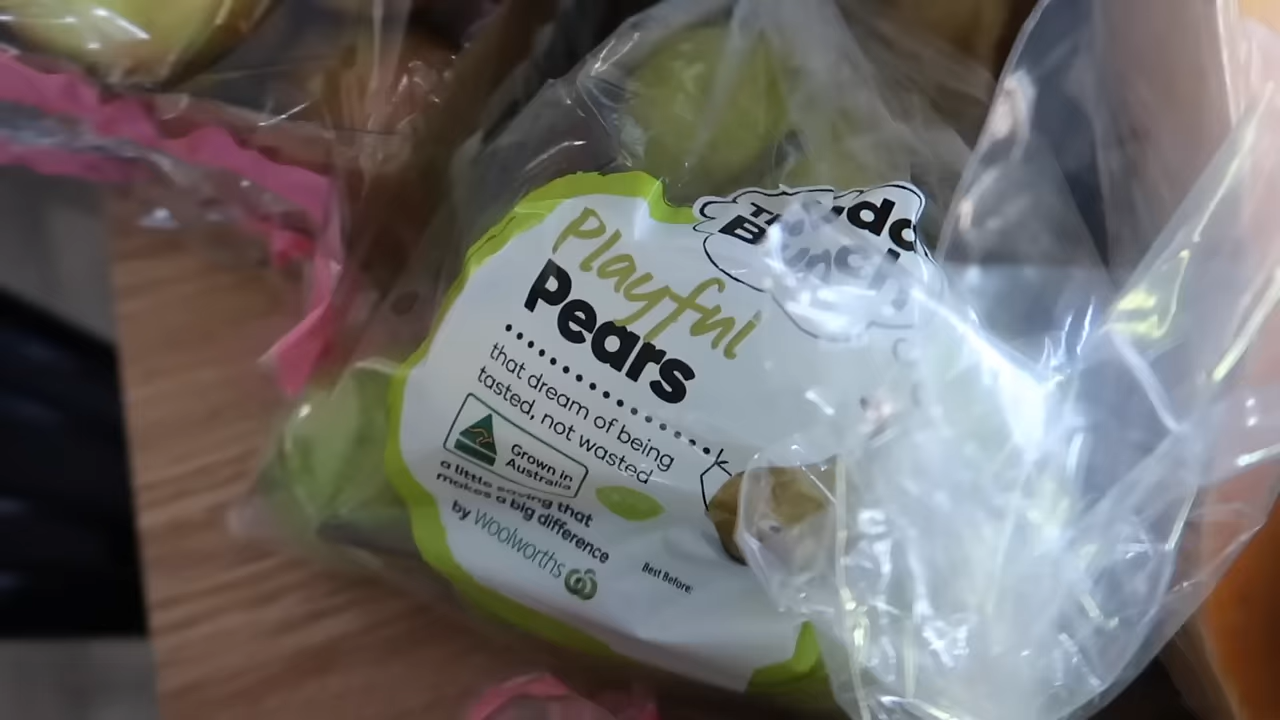 Playful
Pears
that dream of being
tasted, not wasted
Grown in
Australia
a little saving that
makes a big difference
by Woolworths
Best Before: